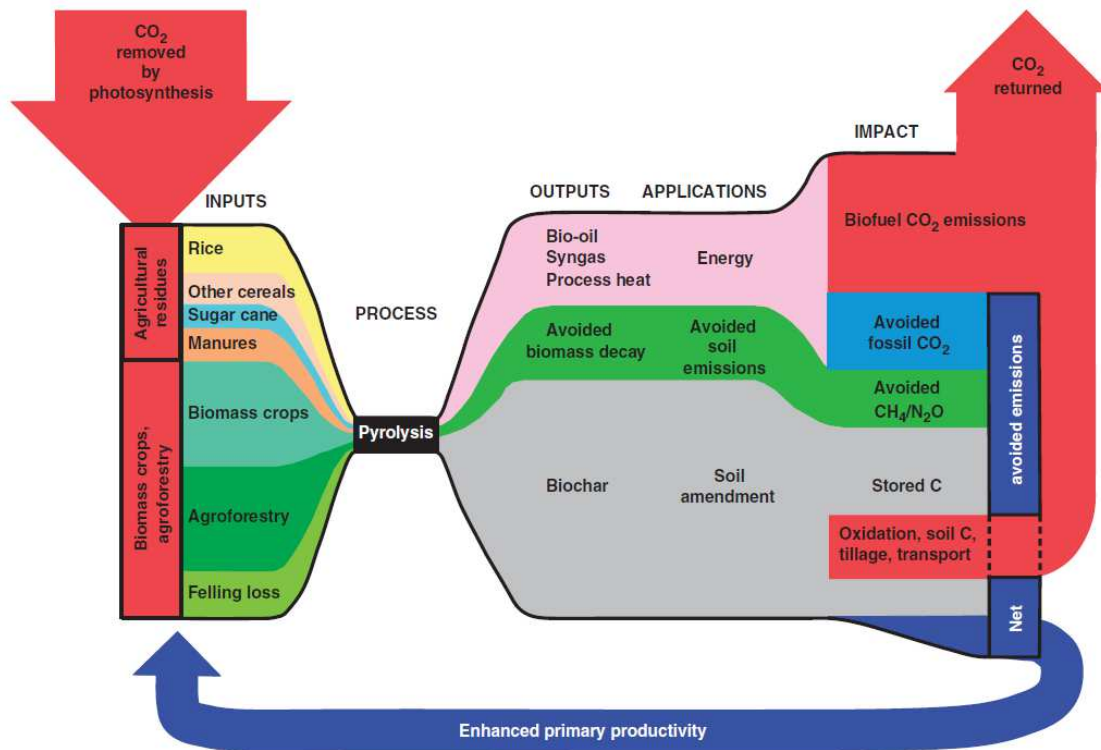 CO2
removed
by
photosynthesis
CO2
returned
IMPACT
INPUTS
OUTPUTS
APPLICATIONS
PROCESS
Agricultural
residues
Rice
Other cereals
Sugar cane
Manures
Biomass crops,
agroforestry
Biomass crops
Agroforestry
Felling loss
Pyrolysis
Bio-oil
Syngas
Process heat
Energy
Biofuel CO2 emissions
Avoided
biomass decay
Avoided
soil
emissions
Avoided
fossil CO2
Avoided
CH4/N2O
Biochar
Soil
amendment
Stored C
Oxidation, soil C,
tillage, transport
avoided emissions
Net
Enhanced primary productivity